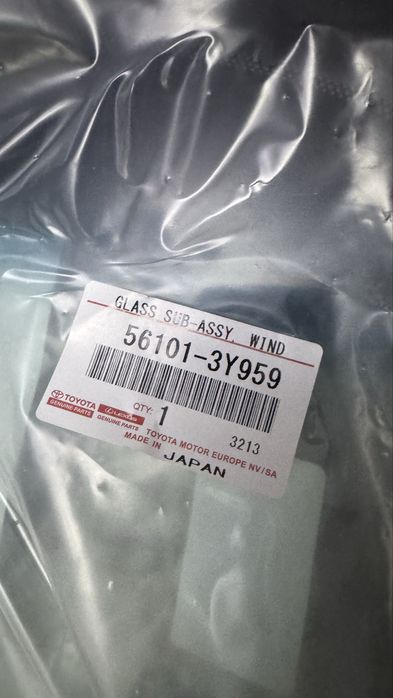 GLASS SUB-ASSY, WIND
56101-3Y959
TOYOTA
GENUINE PARTS
LEXUS
GENUINE PARTS
QTY: 1
3213
TOYOTA MOTOR EUROPE NV/SA
MADE IN
JAPAN